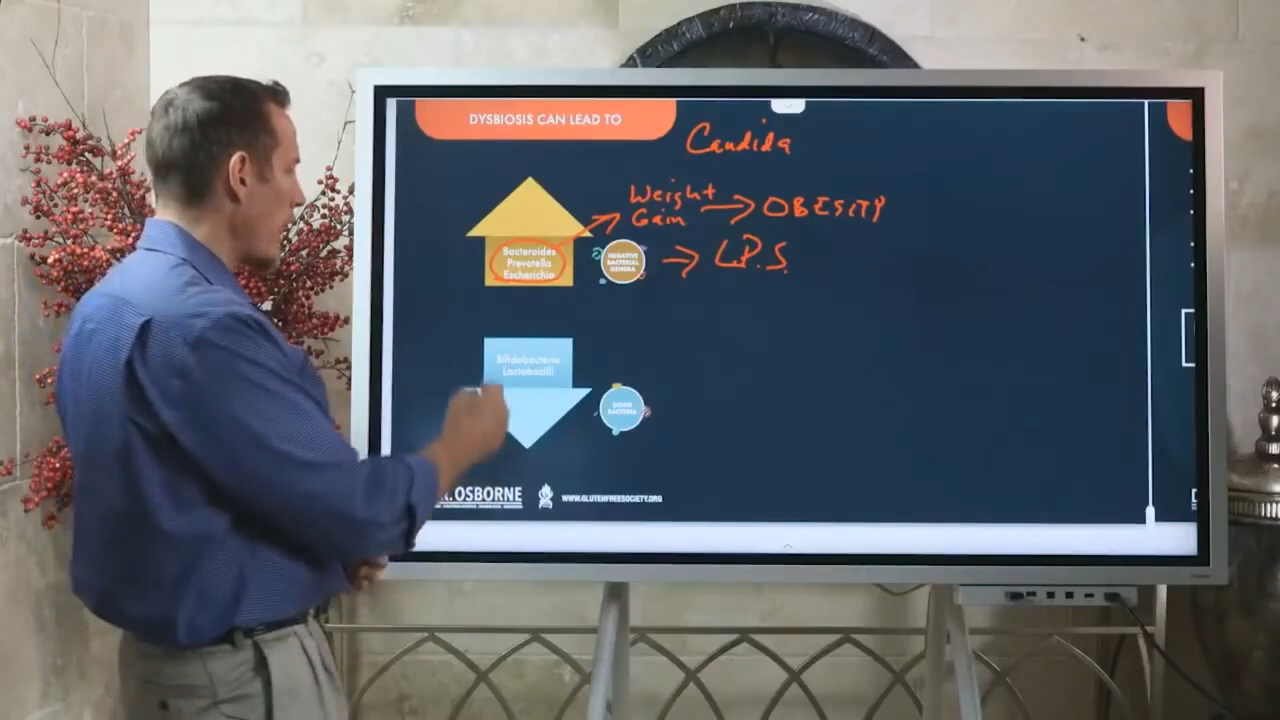 DYSBIOSIS CAN LEAD TO
Candida
Weight
Gain → OBESITY
Bacteroides
Prevotella
Escherichia
NEGATIVE
BACTERIAL
GENERA
→ L.P.S.
Bifidobacteria
Lactobacilli
GOOD
BACTERIA
OSBORNE
WWW.GLUTENFREESOCIETY.ORG